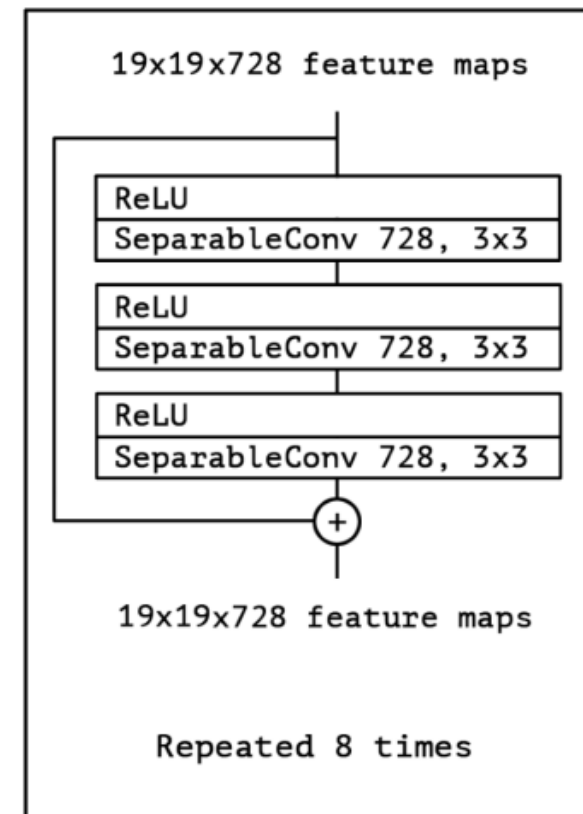 19x19x728 feature maps
ReLU
SeparableConv 728, 3x3
ReLU
SeparableConv 728, 3x3
ReLU
SeparableConv 728, 3x3
+
19x19x728 feature maps
Repeated 8 times